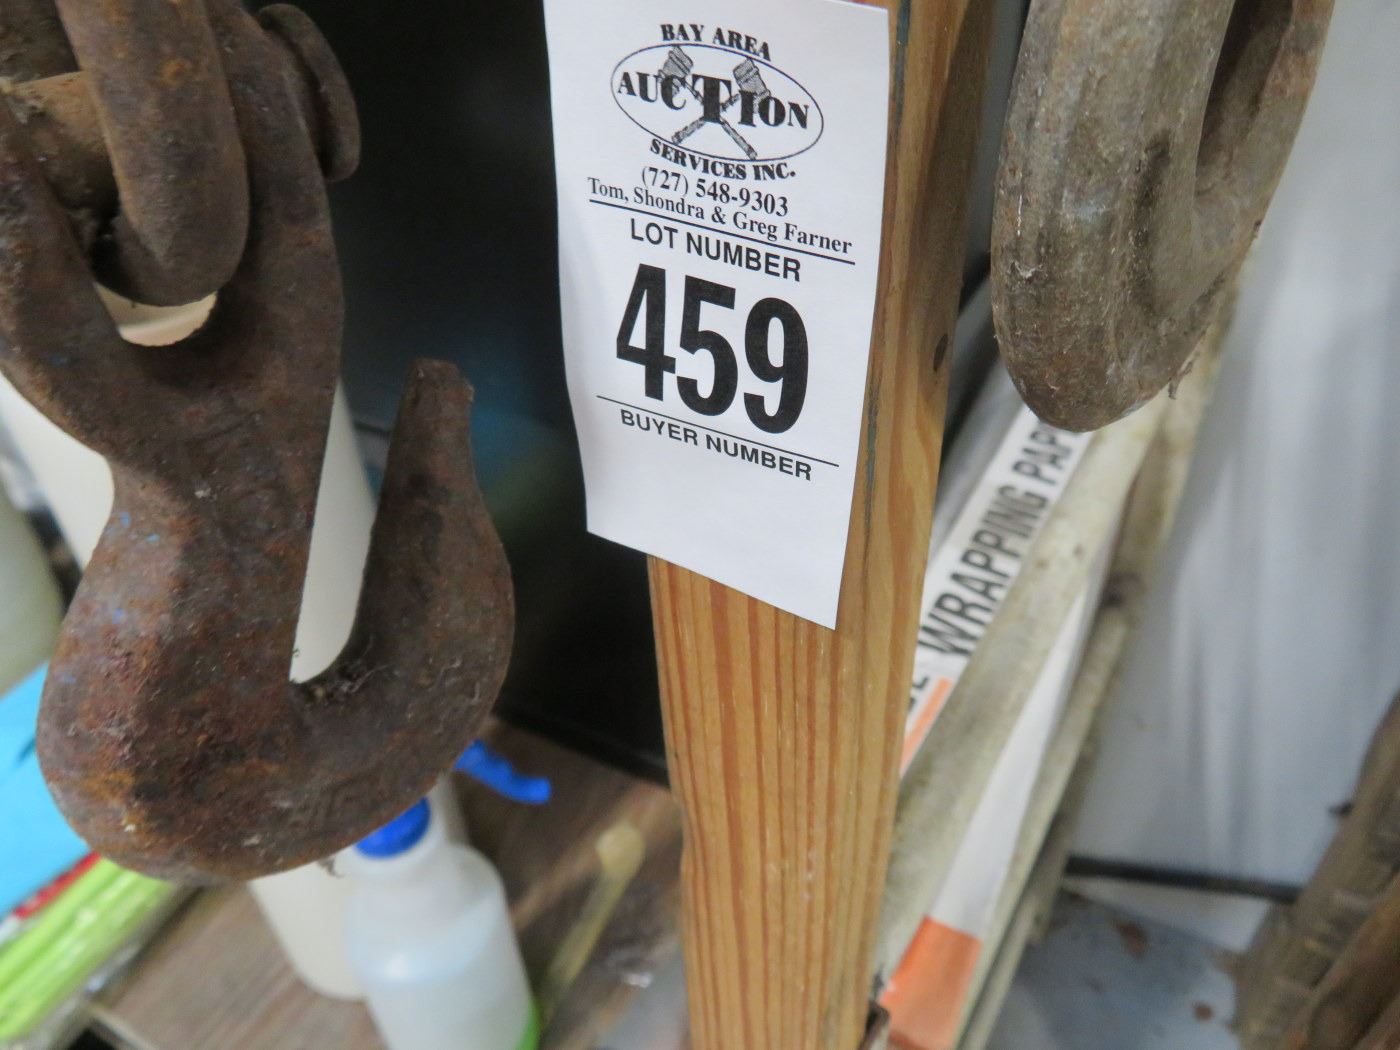 BAY AREA
AUCTION
SERVICES INC.
(727) 548-9303
Tom, Shondra & Greg Farner
LOT NUMBER
459
BUYER NUMBER
WRAPPING PAP